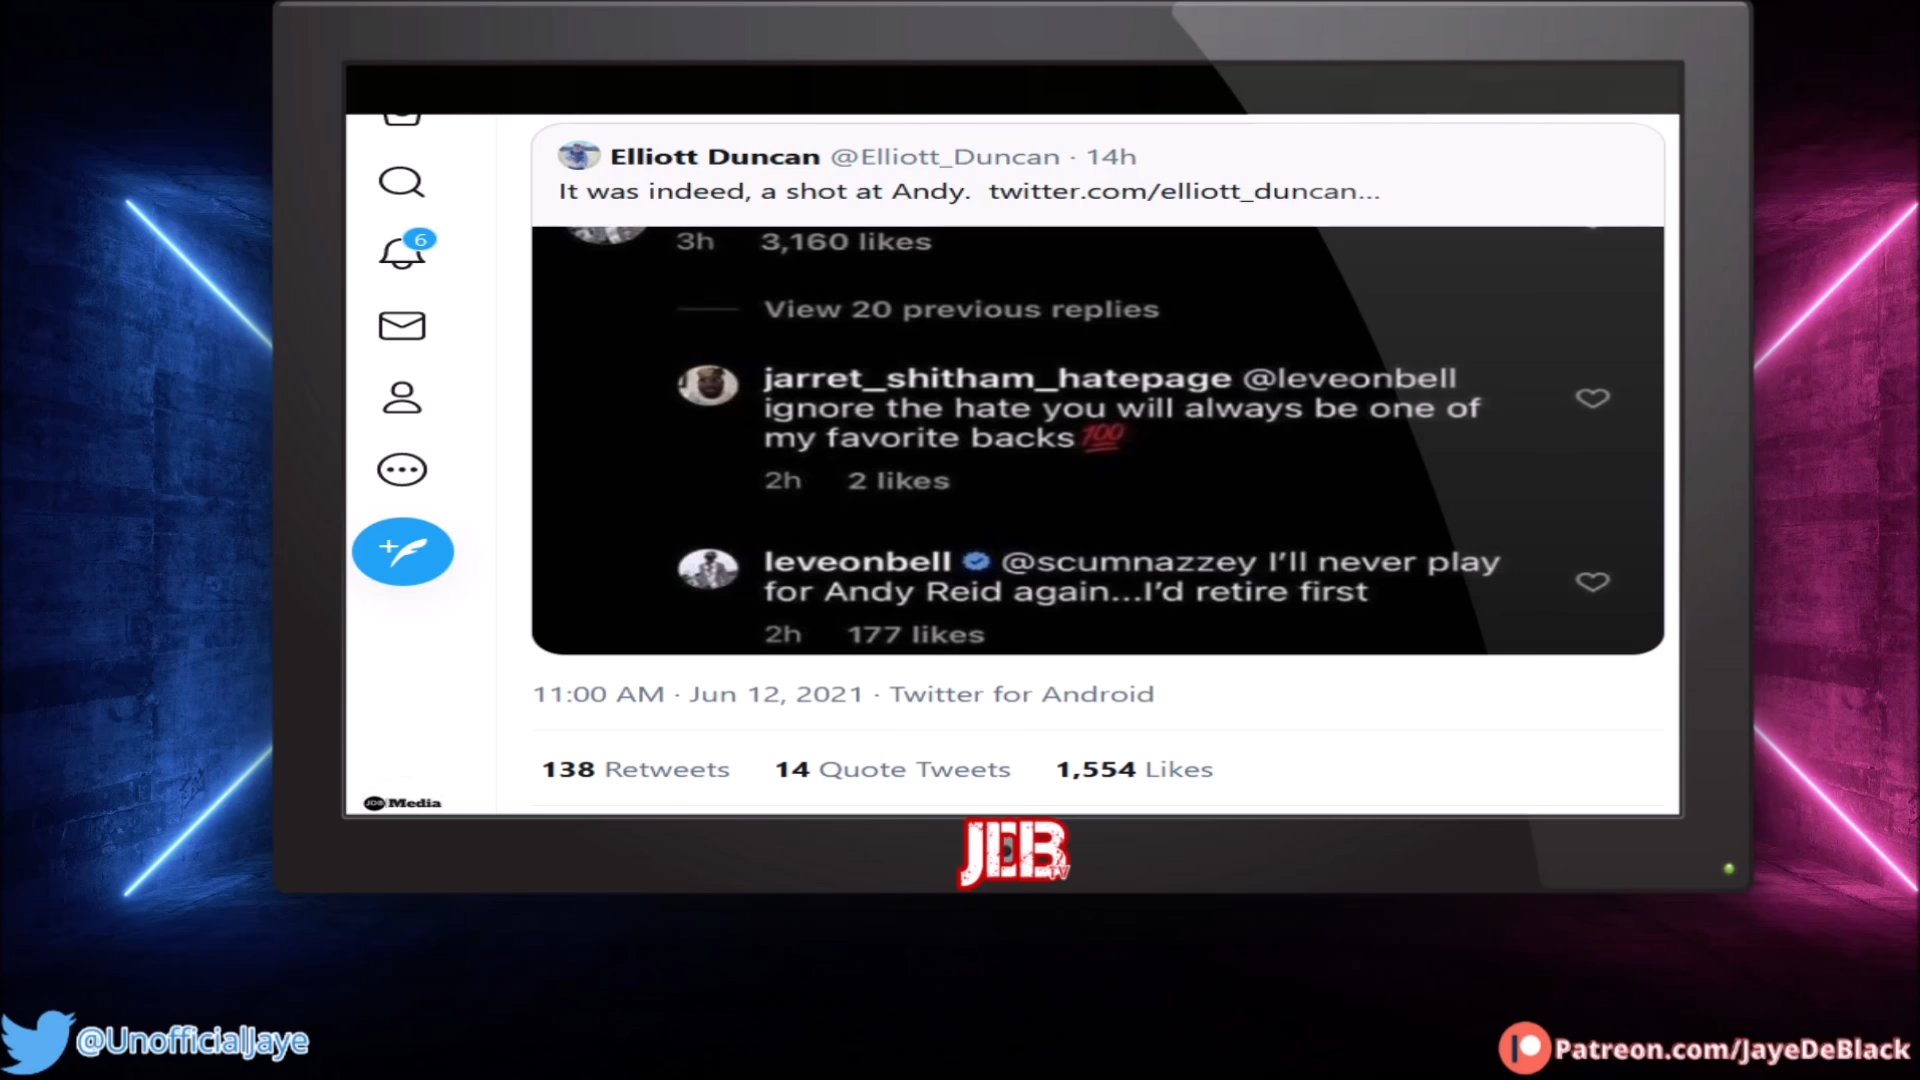 Elliott Duncan @Elliott_Duncan · 14h
It was indeed, a shot at Andy. twitter.com/elliott_duncan...
3h 3,160 likes
View 20 previous replies
6
jarret_shitham_hatepage @leveonbell
ignore the hate you will always be one of
my favorite backs💯
2h 2 likes
leveonbell @scumnazzey I'll never play
for Andy Reid again...I'd retire first
2h 177 likes
11:00 AM · Jun 12, 2021 · Twitter for Android
138 Retweets 14 Quote Tweets 1,554 Likes
JDB Media
JEB TV
@UnofficialJaye
Patreon.com/JayeDeBlack